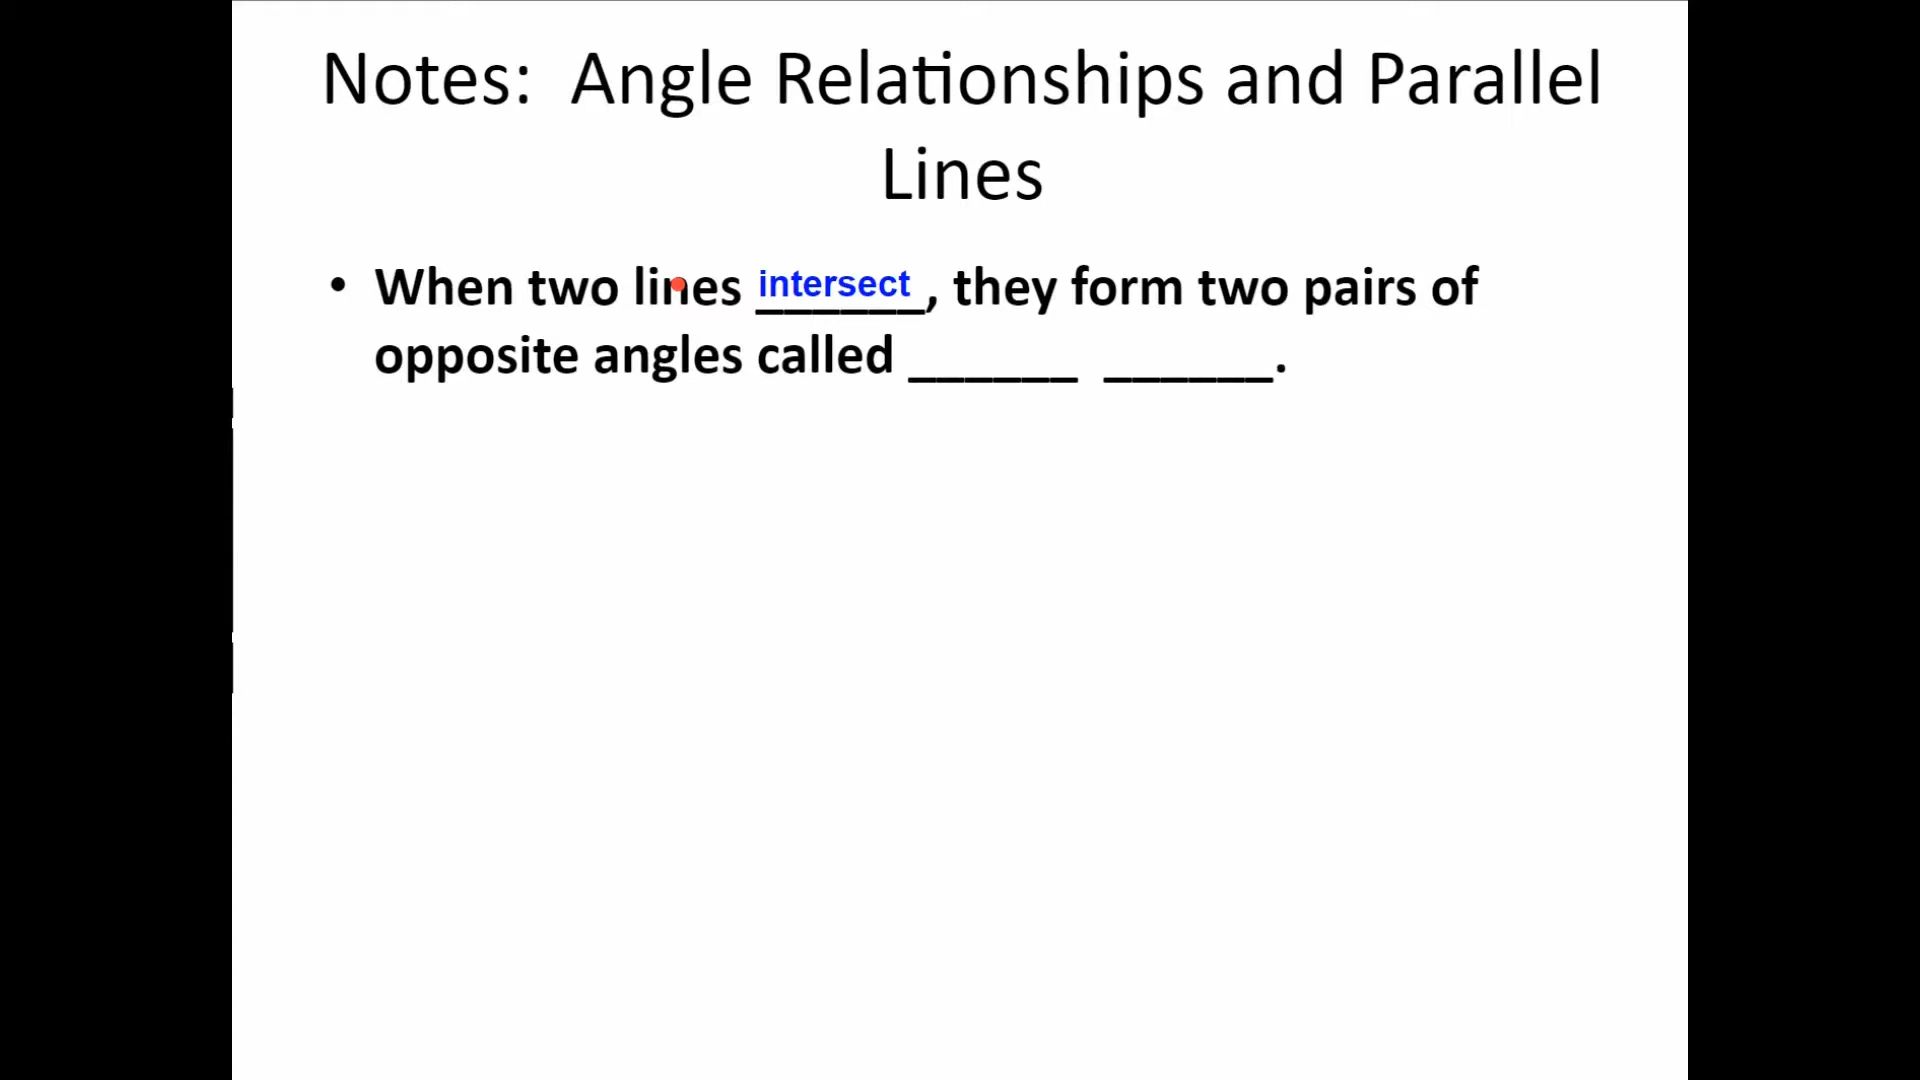 Notes: Angle Relationships and Parallel
Lines
• When two lines intersect, they form two pairs of
opposite angles called ______ ______.